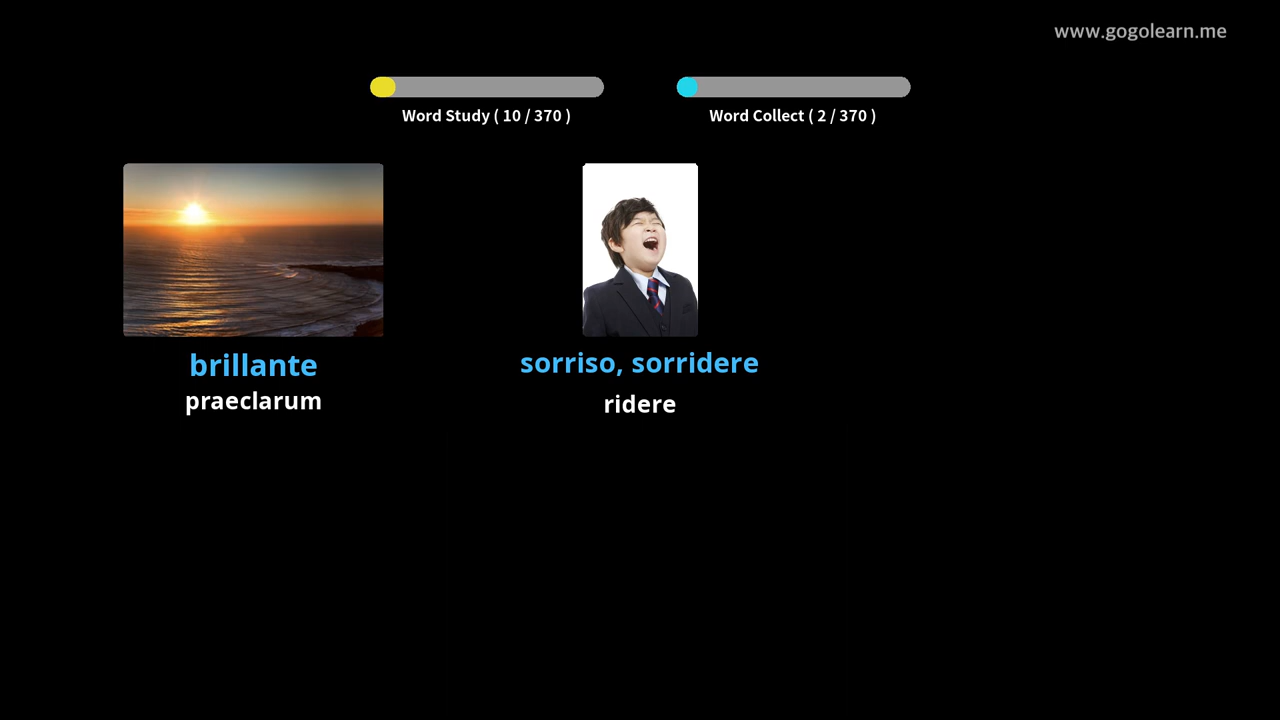 www.gogolearn.me
Word Study ( 10 / 370 )
Word Collect ( 2 / 370 )
brillante
praeclarum
sorriso, sorridere
ridere